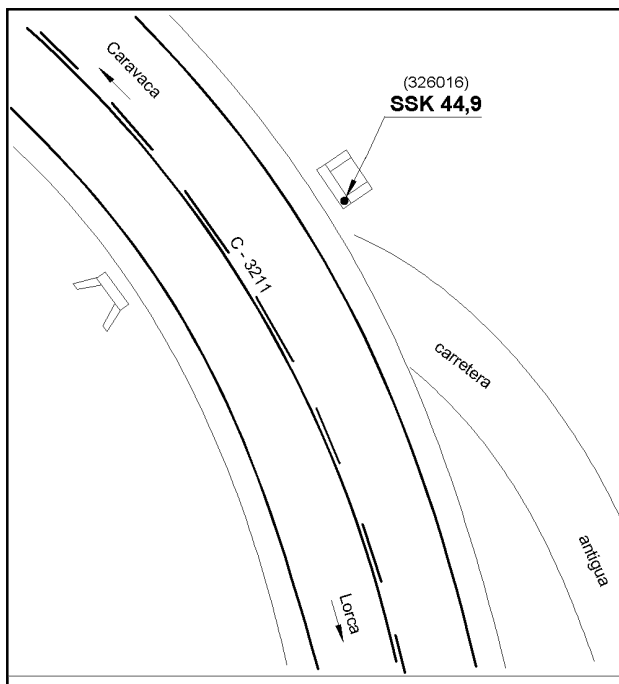 Caravaca
(326016)
SSK 44,9
C - 3211
carretera
antigua
Lorca